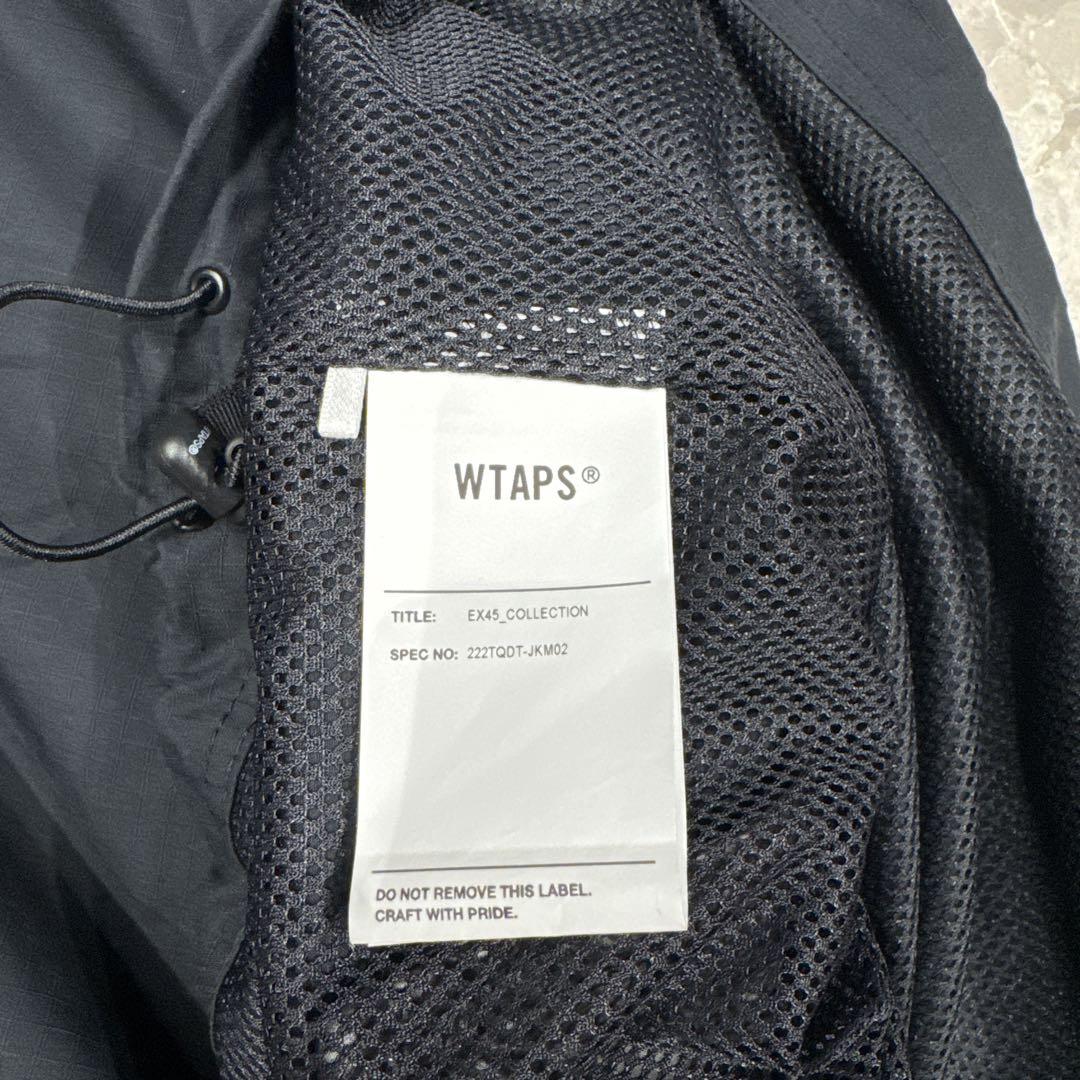 WTAPS®
TITLE: EX45_COLLECTION
SPEC NO: 222TQDT-JKM02
DO NOT REMOVE THIS LABEL.
CRAFT WITH PRIDE.